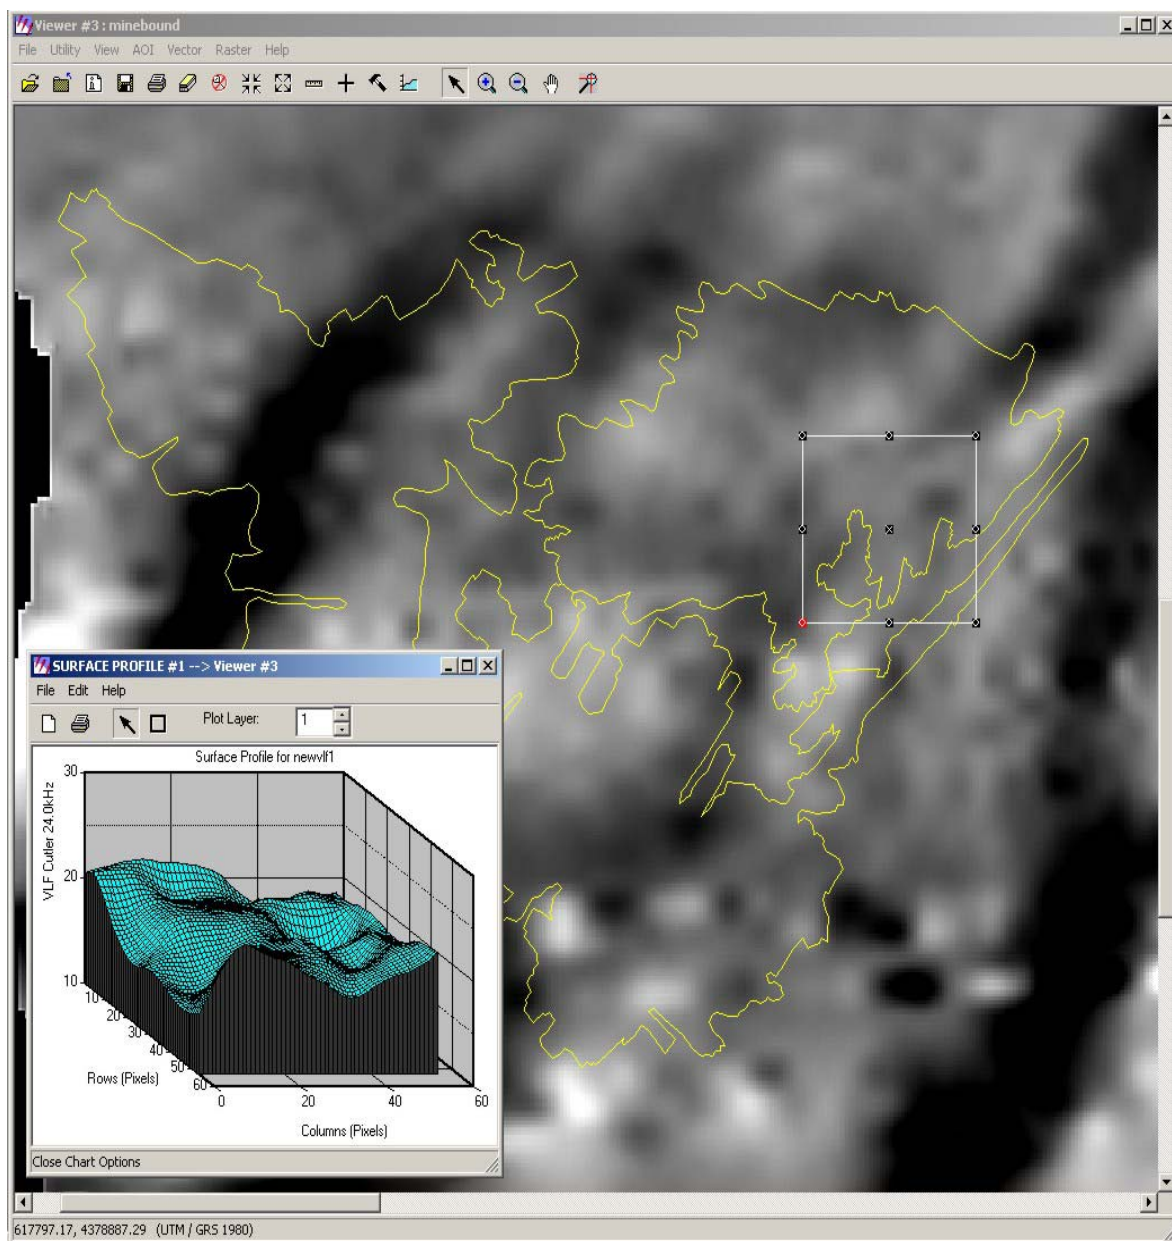 Viewer #3 : minebound
File Utility View AOI Vector Raster Help
SURFACE PROFILE #1 --> Viewer #3
File Edit Help
Plot Layer: 1
Surface Profile for newvlf1
VLF Cutler 24.0kHz
30
20
10
10
20
30
40
50
60
Rows (Pixels)
0 20 40 60
Columns (Pixels)
Close Chart Options
617797.17, 4378887.29 (UTM / GRS 1980)